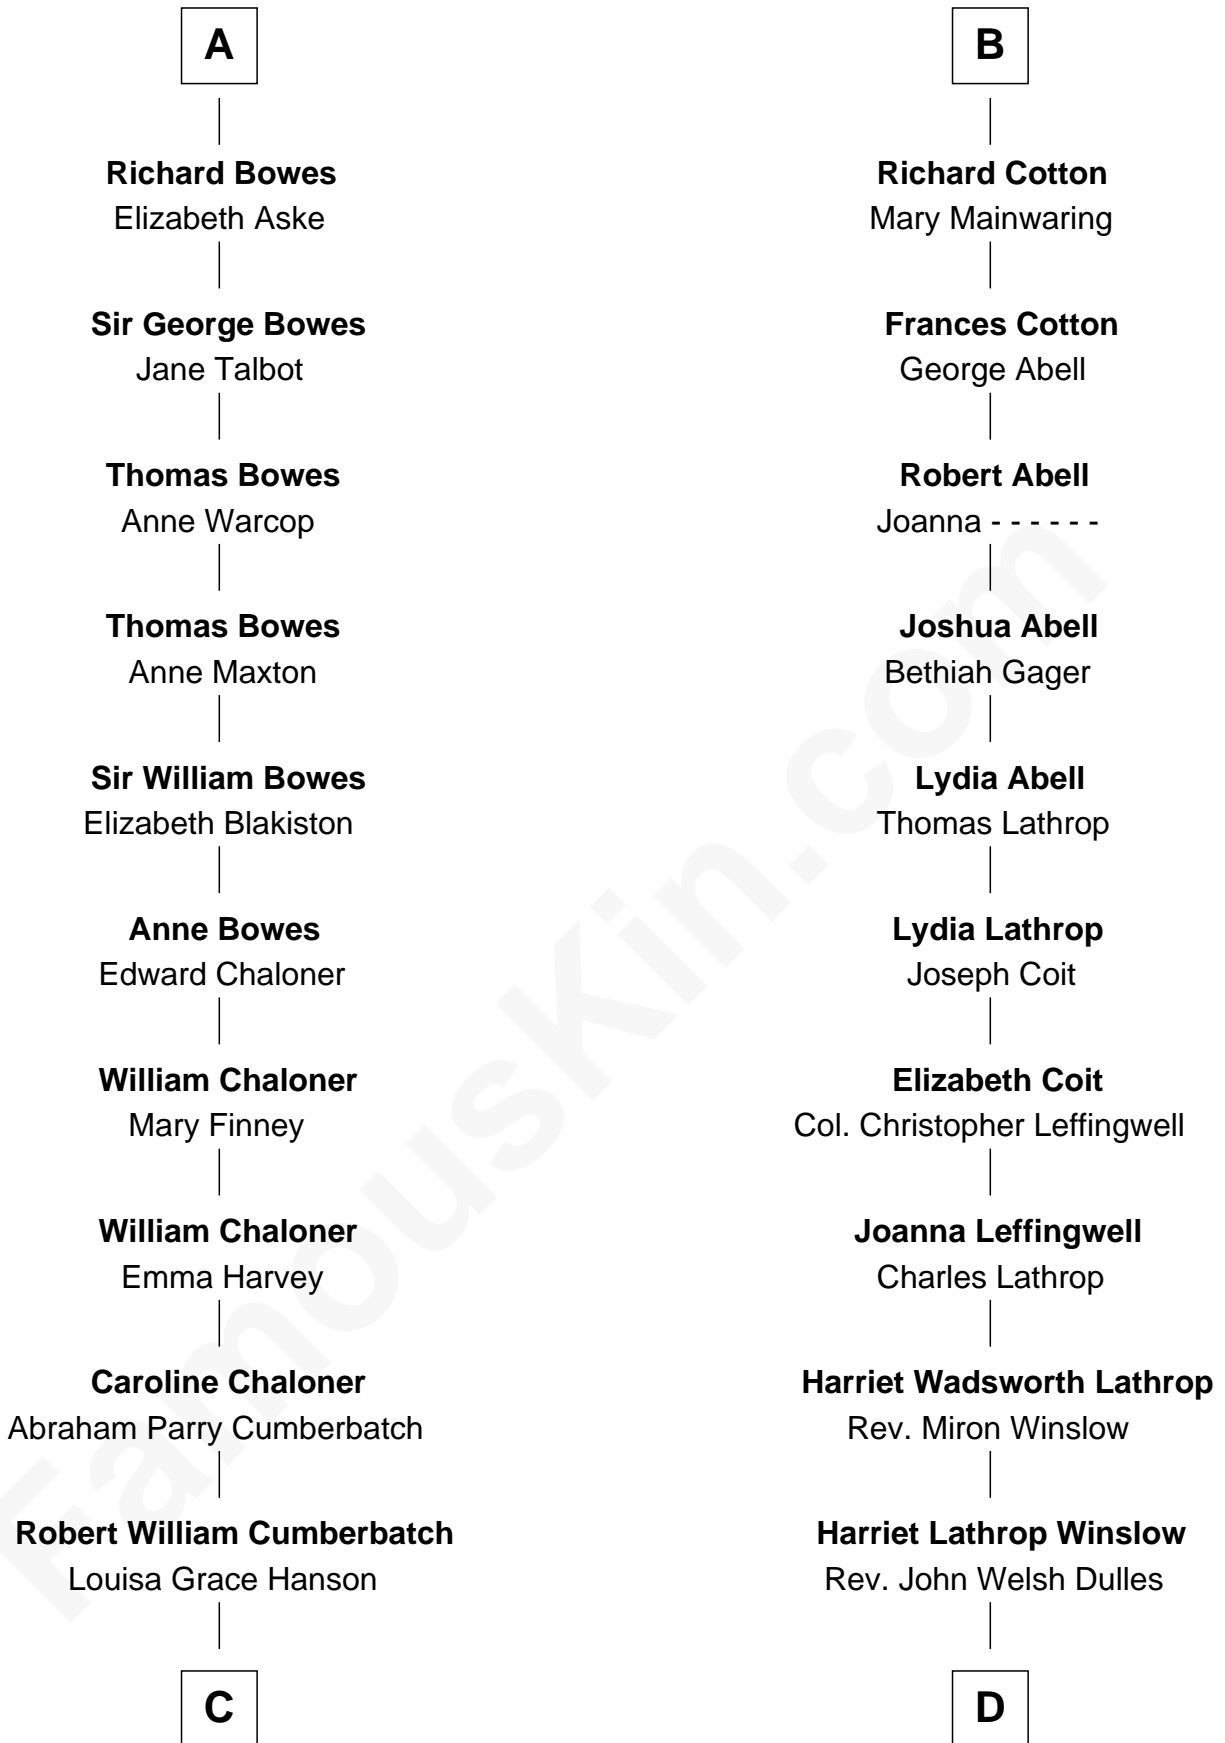 A
Richard Bowes
Elizabeth Aske
Sir George Bowes
Jane Talbot
Thomas Bowes
Anne Warcop
Thomas Bowes
Anne Maxton
Sir William Bowes
Elizabeth Blakiston
Anne Bowes
Edward Chaloner
William Chaloner
Mary Finney
William Chaloner
Emma Harvey
Caroline Chaloner
Abraham Parry Cumberbatch
Robert William Cumberbatch
Louisa Grace Hanson
C
B
Richard Cotton
Mary Mainwaring
Frances Cotton
George Abell
Robert Abell
Joanna - - - - - -
Joshua Abell
Bethiah Gager
Lydia Abell
Thomas Lathrop
Lydia Lathrop
Joseph Coit
Elizabeth Coit
Col. Christopher Leffingwell
Joanna Leffingwell
Charles Lathrop
Harriet Wadsworth Lathrop
Rev. Miron Winslow
Harriet Lathrop Winslow
Rev. John Welsh Dulles
D
FamousKin.com